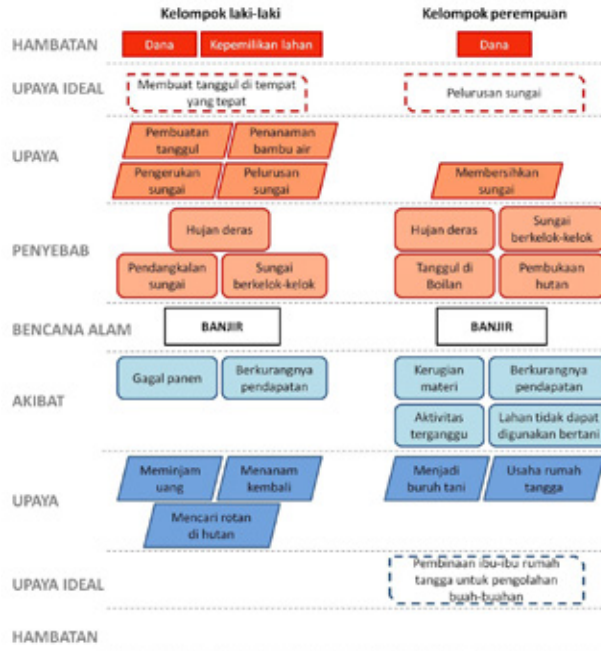 Kelompok laki-laki
Kelompok perempuan
HAMBATAN
Dana
Kepemilikan lahan
Dana
UPAYA IDEAL
Membuat tanggul di tempat
yang tepat
Pelurusan sungai
UPAYA
Pembuatan
tanggul
Penanaman
bambu air
Pengerukan
sungai
Pelurusan
sungai
Membersihkan
sungai
PENYEBAB
Hujan deras
Pendangkalan
sungai
Sungai
berkelok-kelok
Hujan deras
Sungai
berkelok-kelok
Tanggul di
Boilan
Pembukaan
hutan
BENCANA ALAM
BANJIR
BANJIR
AKIBAT
Gagal panen
Berkurangnya
pendapatan
Kerugian
materi
Berkurangnya
pendapatan
Aktivitas
terganggu
Lahan tidak dapat
digunakan bertani
UPAYA
Meminjam
uang
Menanam
kembali
Mencari rotan
di hutan
Menjadi
buruh tani
Usaha rumah
tangga
UPAYA IDEAL
Pembinaan ibu-ibu rumah
tangga untuk pengolahan
buah-buahan
HAMBATAN